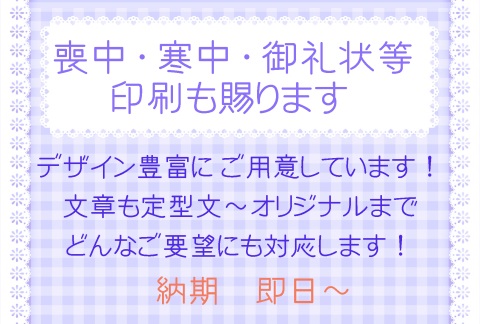 喪中・寒中・御礼状等
印刷も賜ります
デザイン豊富にご用意しています！
文章も定型文～オリジナルまで
どんなご要望にも対応します！
納期　即日～